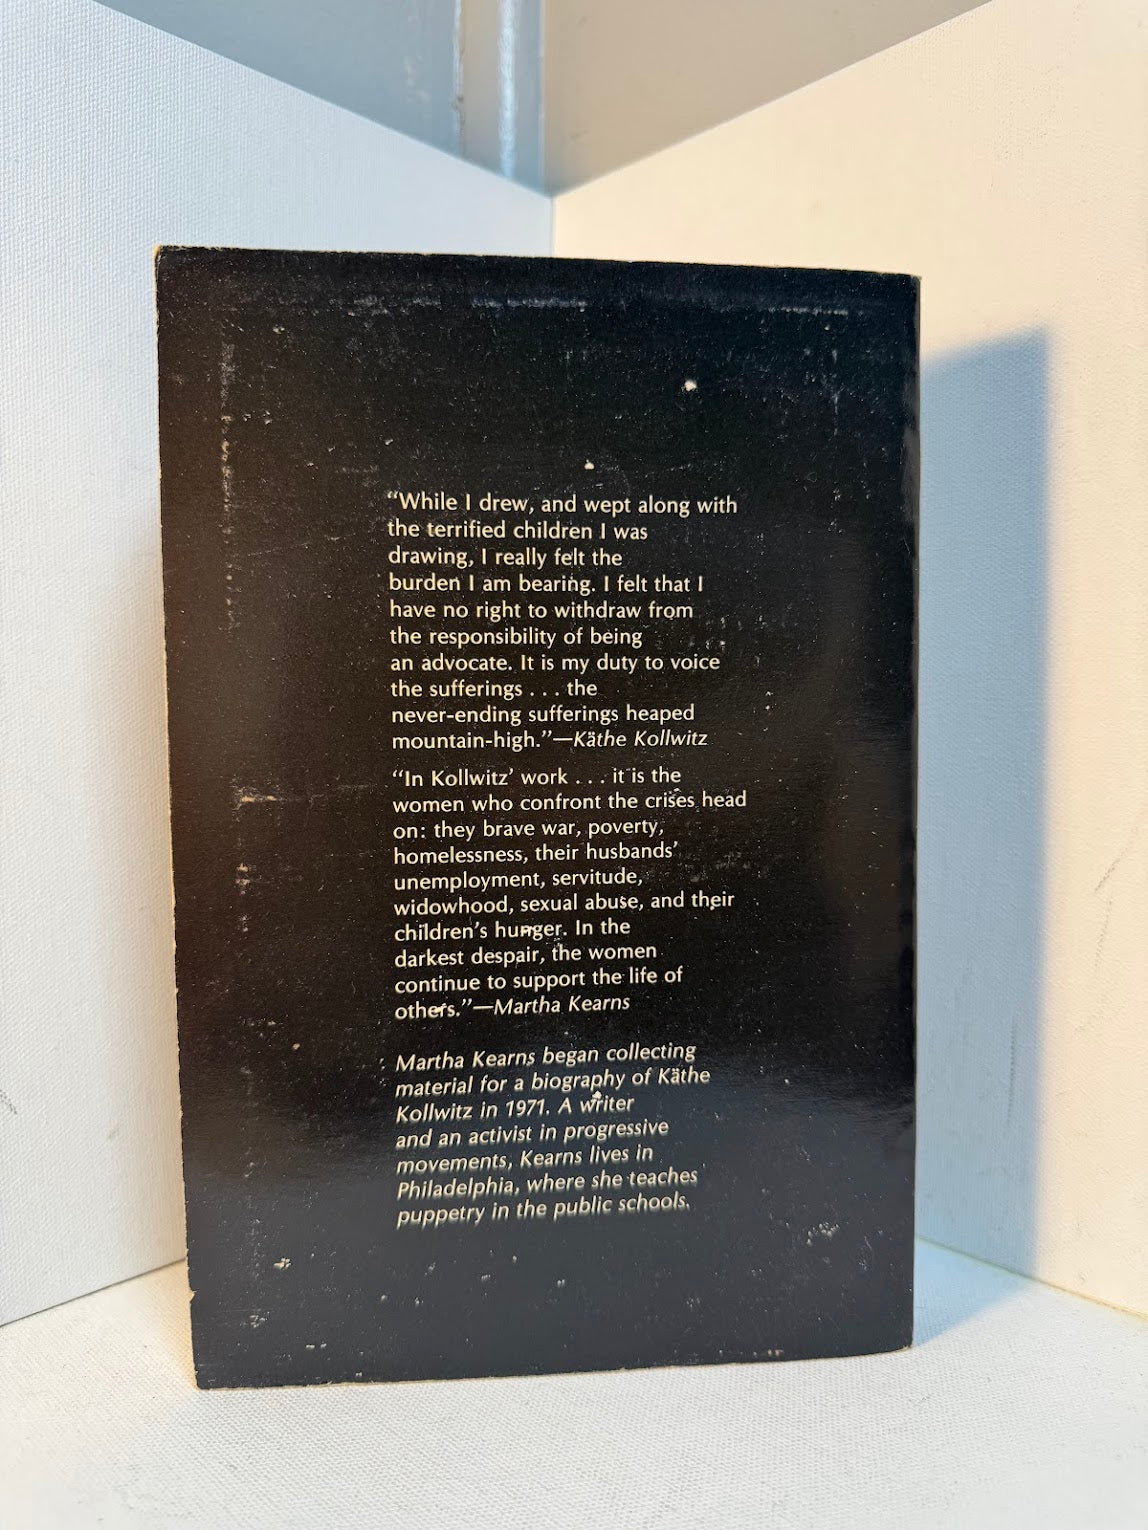 “While I drew, and wept along with
the terrified children I was
drawing, I really felt the
burden I am bearing. I felt that I
have no right to withdraw from
the responsibility of being
an advocate. It is my duty to voice
the sufferings . . . the
never-ending sufferings heaped
mountain-high.”—Käthe Kollwitz
“In Kollwitz’ work . . . it is the
women who confront the crises head
on: they brave war, poverty,
homelessness, their husbands’
unemployment, servitude,
widowhood, sexual abuse, and their
children’s hunger. In the
darkest despair, the women
continue to support the life of
others.”—Martha Kearns
Martha Kearns began collecting
material for a biography of Käthe
Kollwitz in 1971. A writer
and an activist in progressive
movements, Kearns lives in
Philadelphia, where she teaches
puppetry in the public schools.